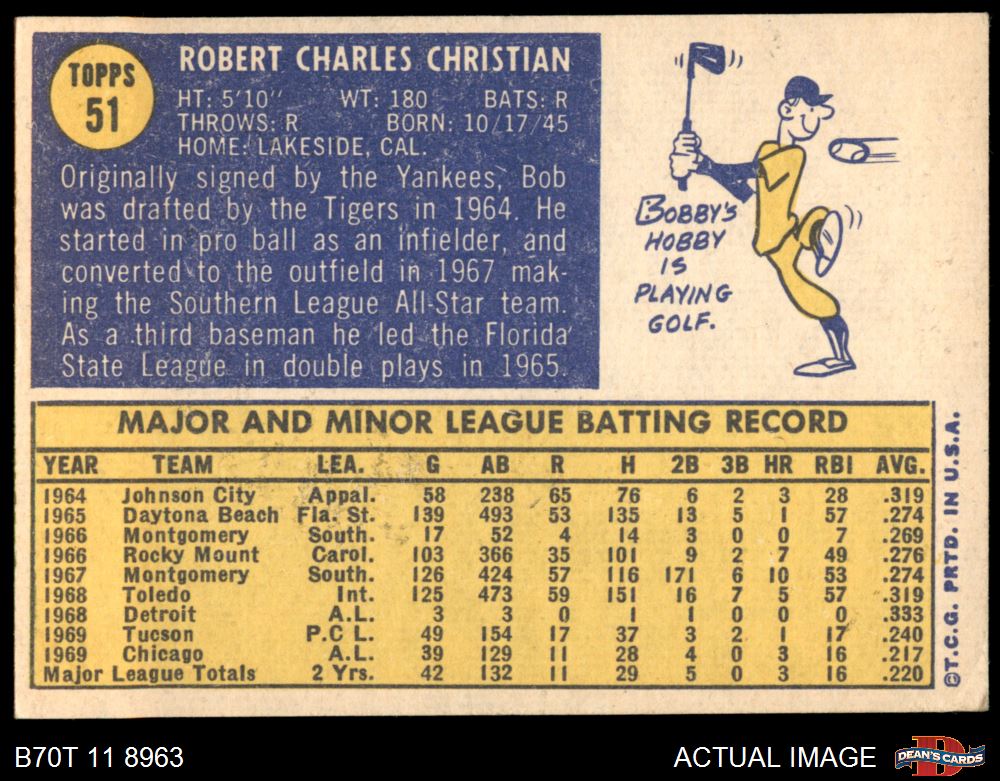 TOPPS
51
ROBERT CHARLES CHRISTIAN
HT: 5'10" WT: 180 BATS: R
THROWS: R BORN: 10/17/45
HOME: LAKESIDE, CAL.
Originally signed by the Yankees, Bob
was drafted by the Tigers in 1964. He
started in pro ball as an infielder, and
converted to the outfield in 1967 mak-
ing the Southern League All-Star team.
As a third baseman he led the Florida
State League in double plays in 1965.
BOBBY'S
HOBBY
IS
PLAYING
GOLF.
MAJOR AND MINOR LEAGUE BATTING RECORD
YEAR TEAM LEA. G AB R H 2B 3B HR RBI AVG.
1964 Johnson City Appal. 58 238 65 76 6 2 3 28 .319
1965 Daytona Beach Fla. St. 139 493 53 135 13 5 1 57 .274
1966 Montgomery South. 17 52 4 14 3 0 0 7 .269
1966 Rocky Mount Carol. 103 366 35 101 9 2 7 49 .276
1967 Montgomery South. 126 424 57 116 171 6 10 53 .274
1968 Toledo Int. 125 473 59 151 16 7 5 57 .319
1968 Detroit A.L. 3 3 0 1 1 0 0 0 .333
1969 Tucson P.C L. 49 154 17 37 3 2 1 17 .240
1969 Chicago A.L. 39 129 11 28 4 0 3 16 .217
Major League Totals 2 Yrs. 42 132 11 29 5 0 3 16 .220
©T.C.G. PRTD. IN U.S.A.
B70T 11 8963
ACTUAL IMAGE
D
DEAN'S CARDS